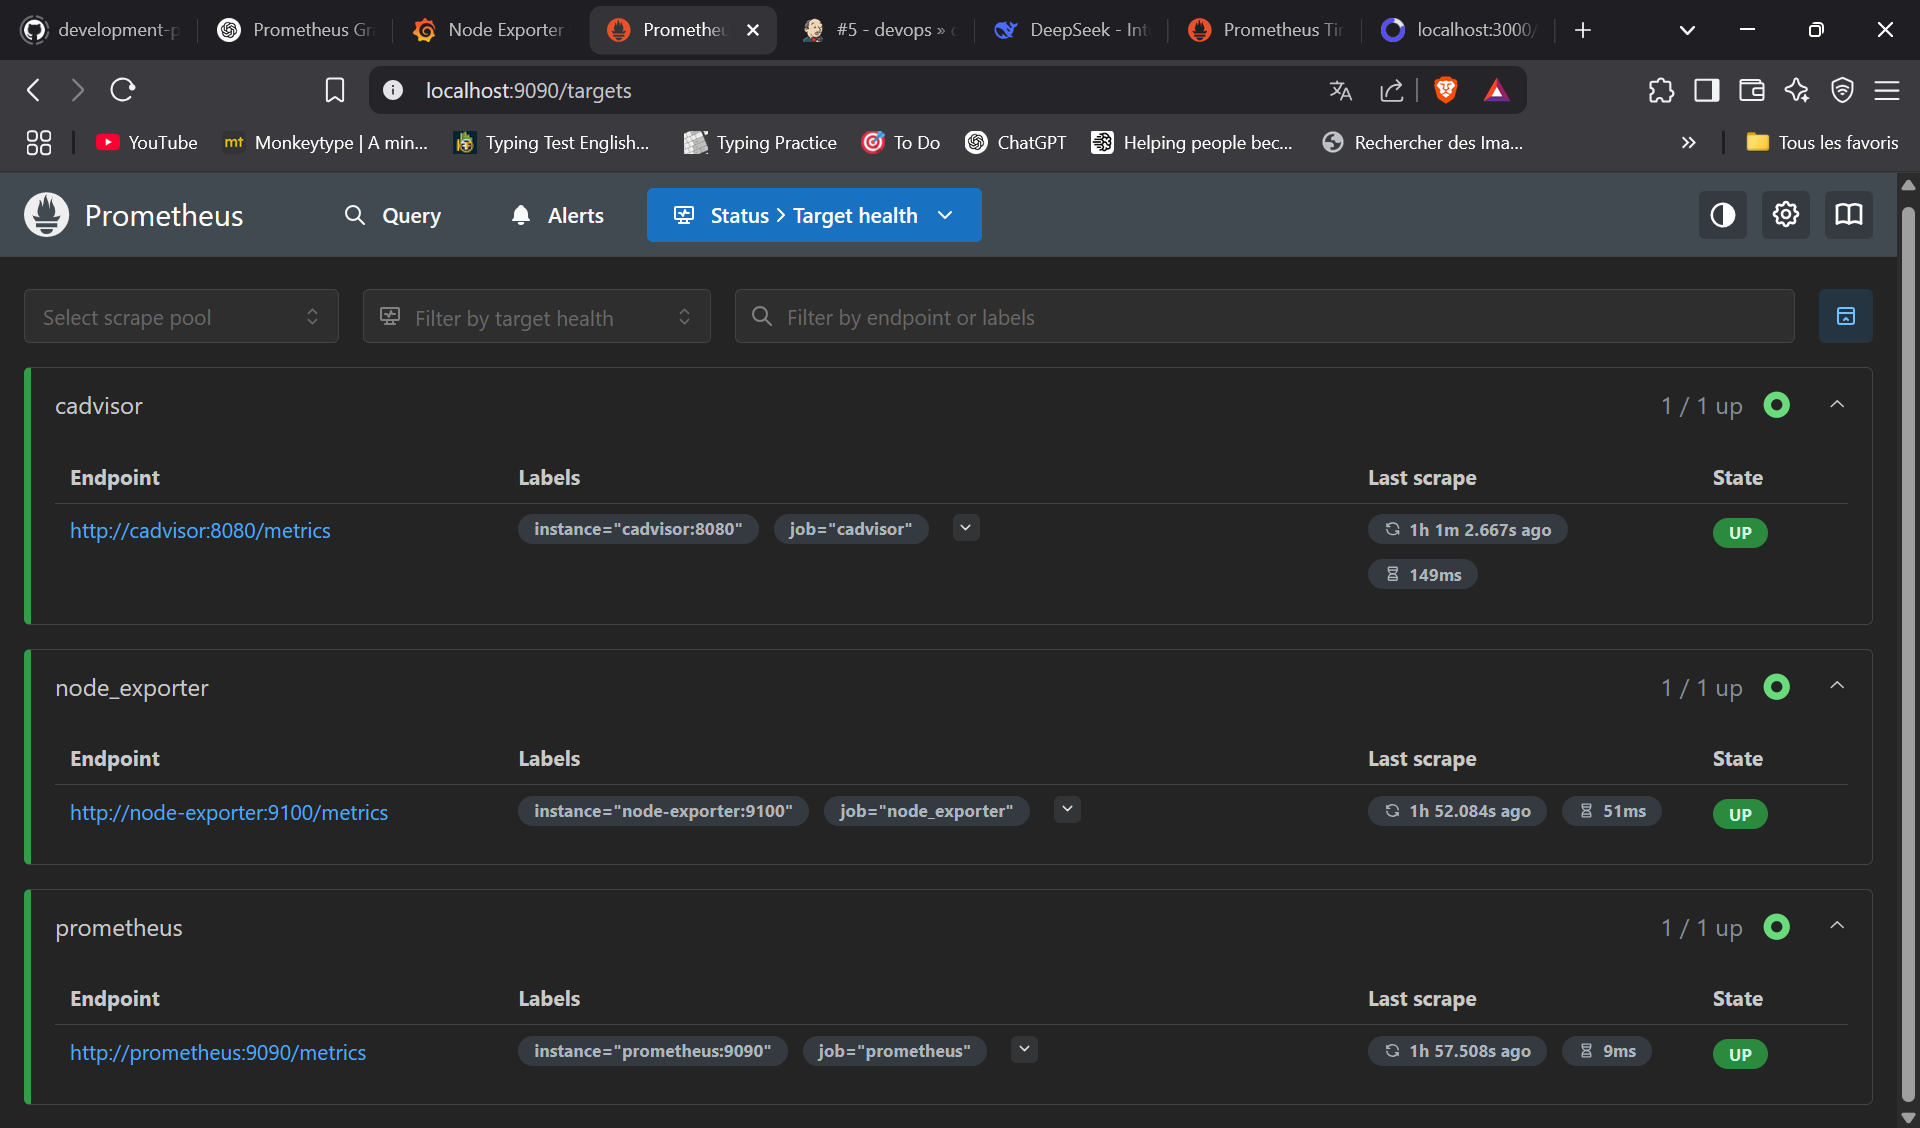 development-p
Prometheus Gr
Node Exporter
Prometheu
#5 - devops »
DeepSeek - Int
Prometheus Tir
localhost:3000/
localhost:9090/targets
YouTube
mt Monkeytype | A min...
Typing Test English...
Typing Practice
To Do
ChatGPT
Helping people bec...
Rechercher des Ima...
Tous les favoris
Prometheus
Query
Alerts
Status > Target health
Select scrape pool
Filter by target health
Filter by endpoint or labels
cadvisor
1 / 1 up
Endpoint Labels Last scrape State
http://cadvisor:8080/metrics instance="cadvisor:8080" job="cadvisor" 1h 1m 2.667s ago UP
149ms
node_exporter
1 / 1 up
Endpoint Labels Last scrape State
http://node-exporter:9100/metrics instance="node-exporter:9100" job="node_exporter" 1h 52.084s ago 51ms UP
prometheus
1 / 1 up
Endpoint Labels Last scrape State
http://prometheus:9090/metrics instance="prometheus:9090" job="prometheus" 1h 57.508s ago 9ms UP